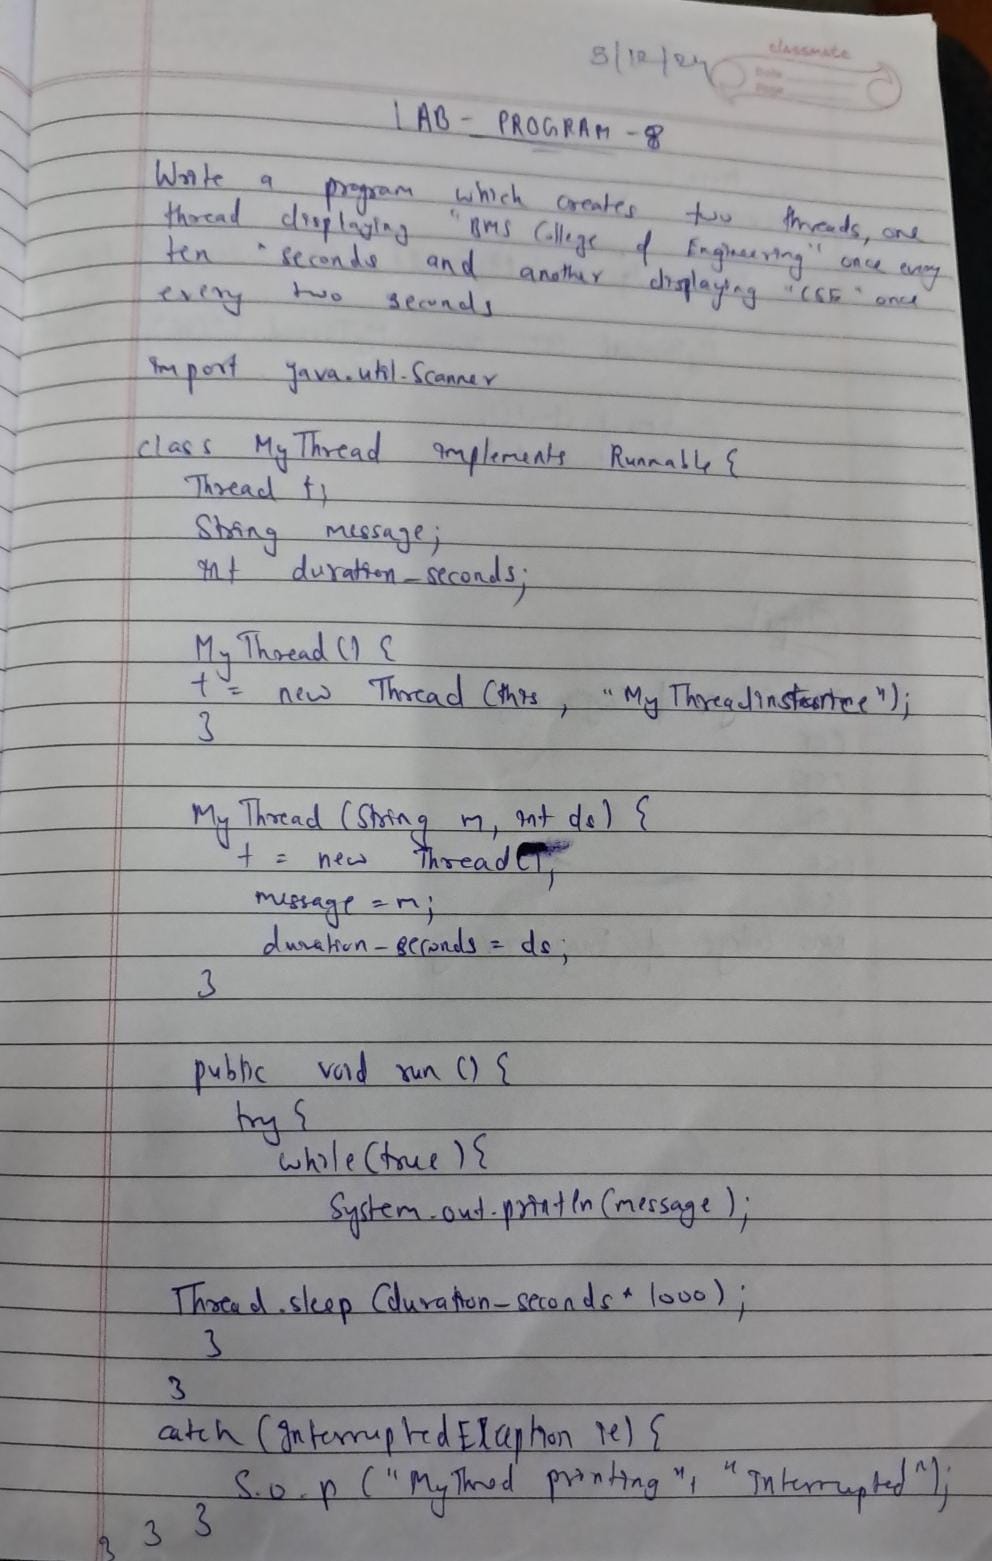 classmate
Date
Page
3/12/24
LAB - PROGRAM - 8
Write a program which creates two threads, one
thread displaying "BMS College of Engineering" once every
ten seconds and another displaying "CSE" once
every two seconds
import java.util.Scanner
class MyThread implements Runnable {
Thread t;
String message;
int duration_seconds;
MyThread () {
t = new Thread (this, "MyThreadinstance");
}
MyThread (String m, int ds) {
t = new Thread();
message = m;
duration_seconds = ds;
}
public void run () {
try {
while (true) {
System.out.println (message);
Thread.sleep (duration_seconds * 1000);
}
}
catch (InterruptedException ie) {
S.o.p ("MyThred printing", "Interrupted");
} } }